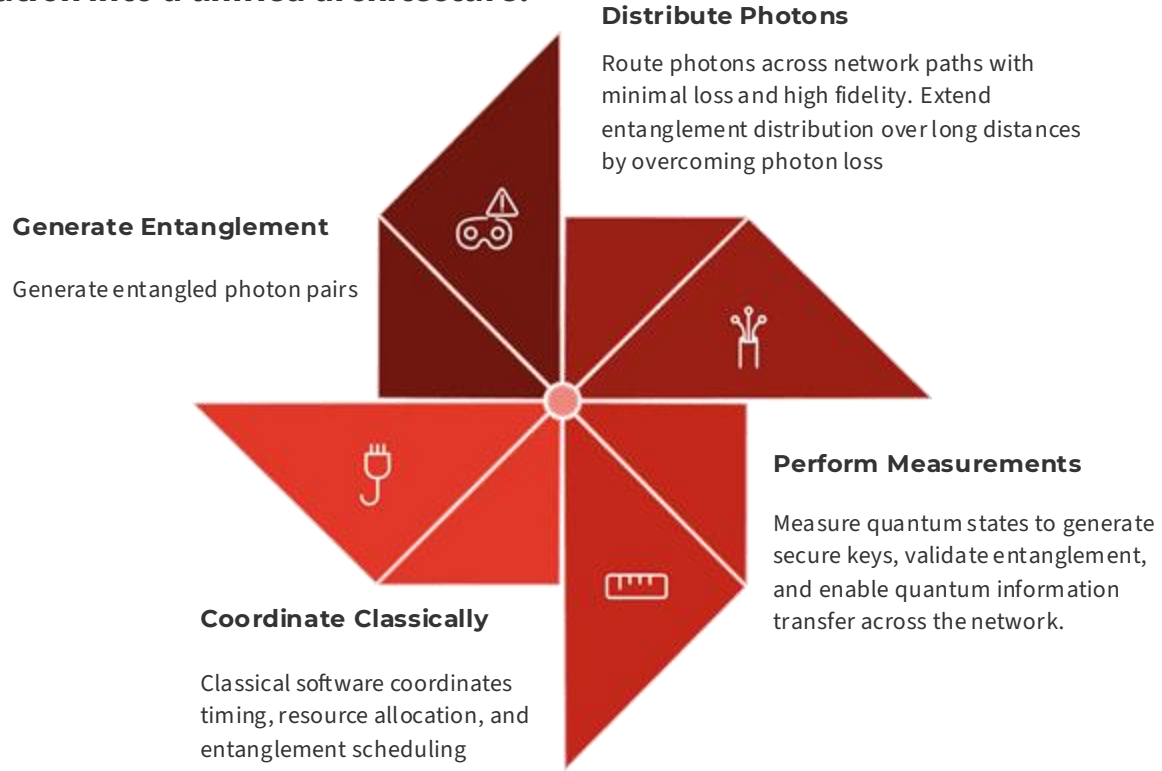 into a unified architecture.
Distribute Photons
Route photons across network paths with
minimal loss and high fidelity. Extend
entanglement distribution over long distances
by overcoming photon loss
Generate Entanglement
Generate entangled photon pairs
Perform Measurements
Measure quantum states to generate
secure keys, validate entanglement,
and enable quantum information
transfer across the network.
Coordinate Classically
Classical software coordinates
timing, resource allocation, and
entanglement scheduling